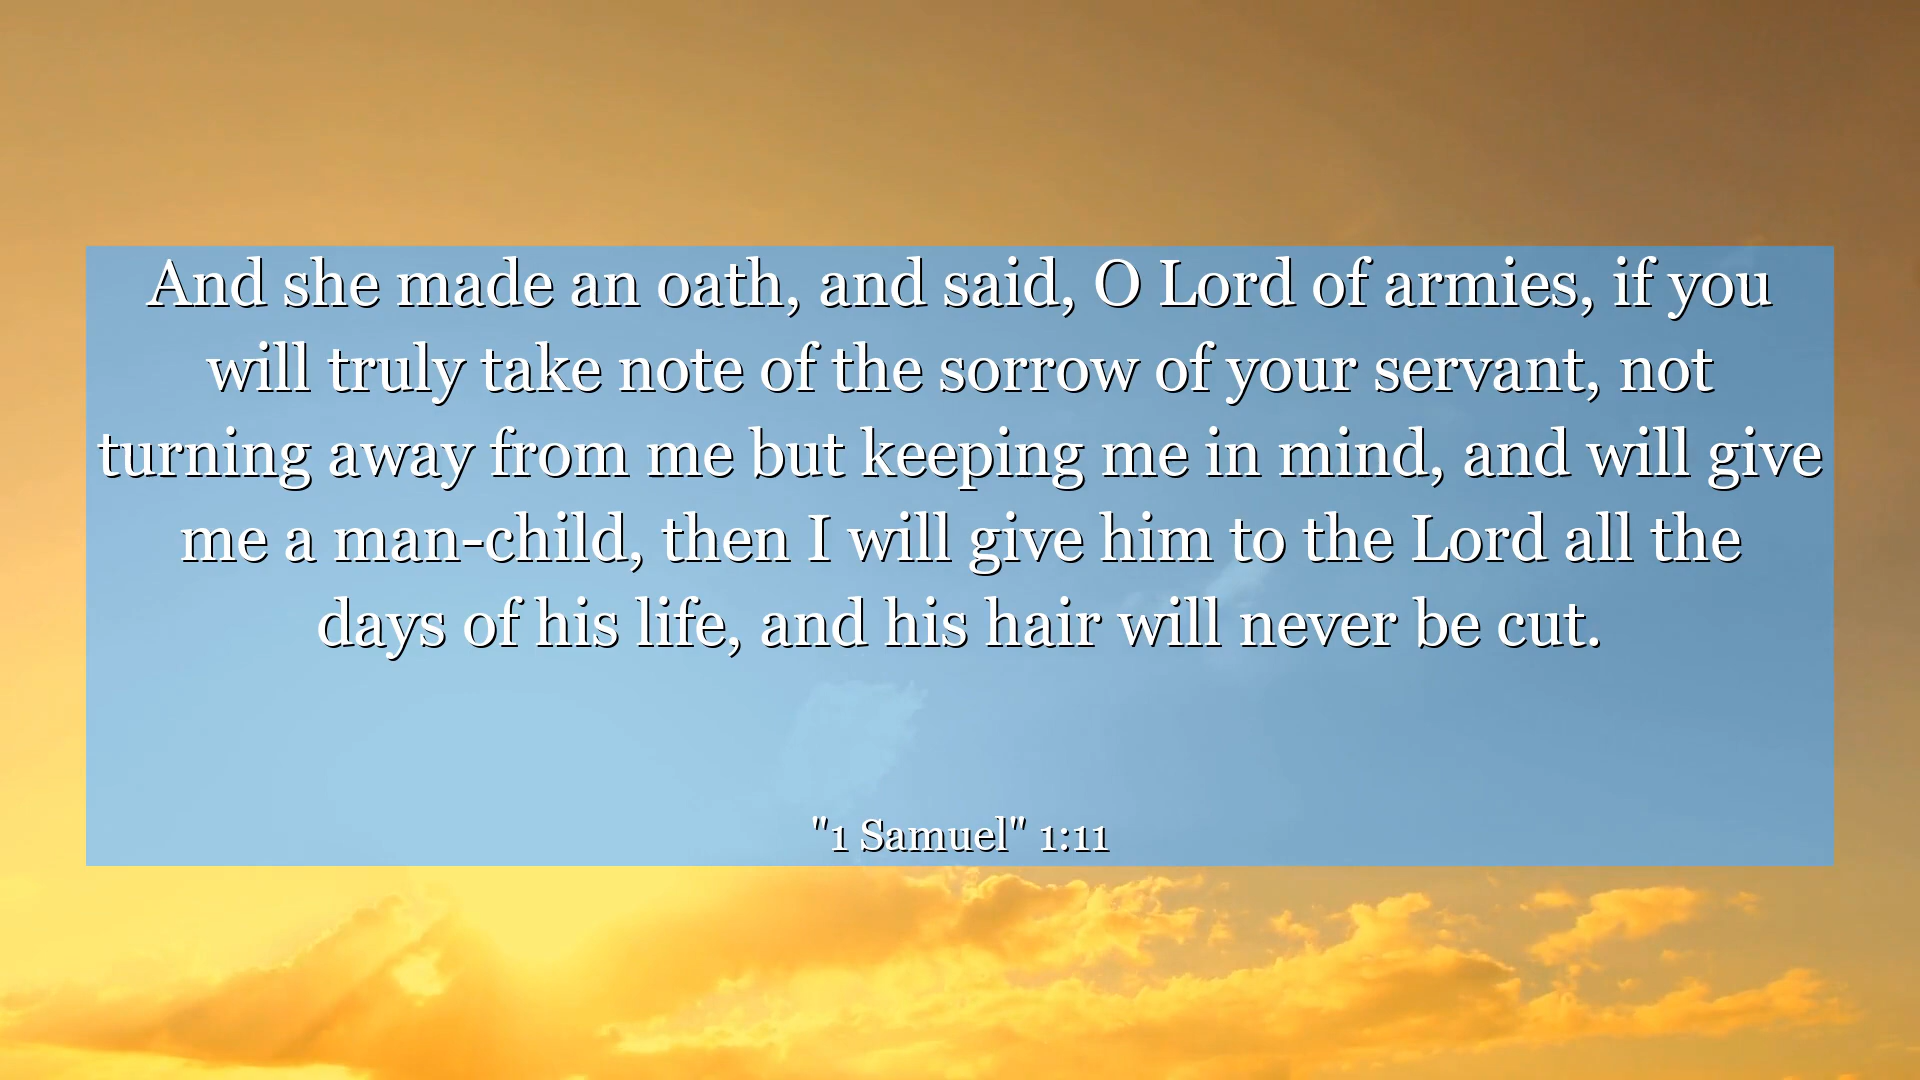 And she made an oath, and said, O Lord of armies, if you
will truly take note of the sorrow of your servant, not
turning away from me but keeping me in mind, and will give
me a man-child, then I will give him to the Lord all the
days of his life, and his hair will never be cut.
"1 Samuel" 1:11